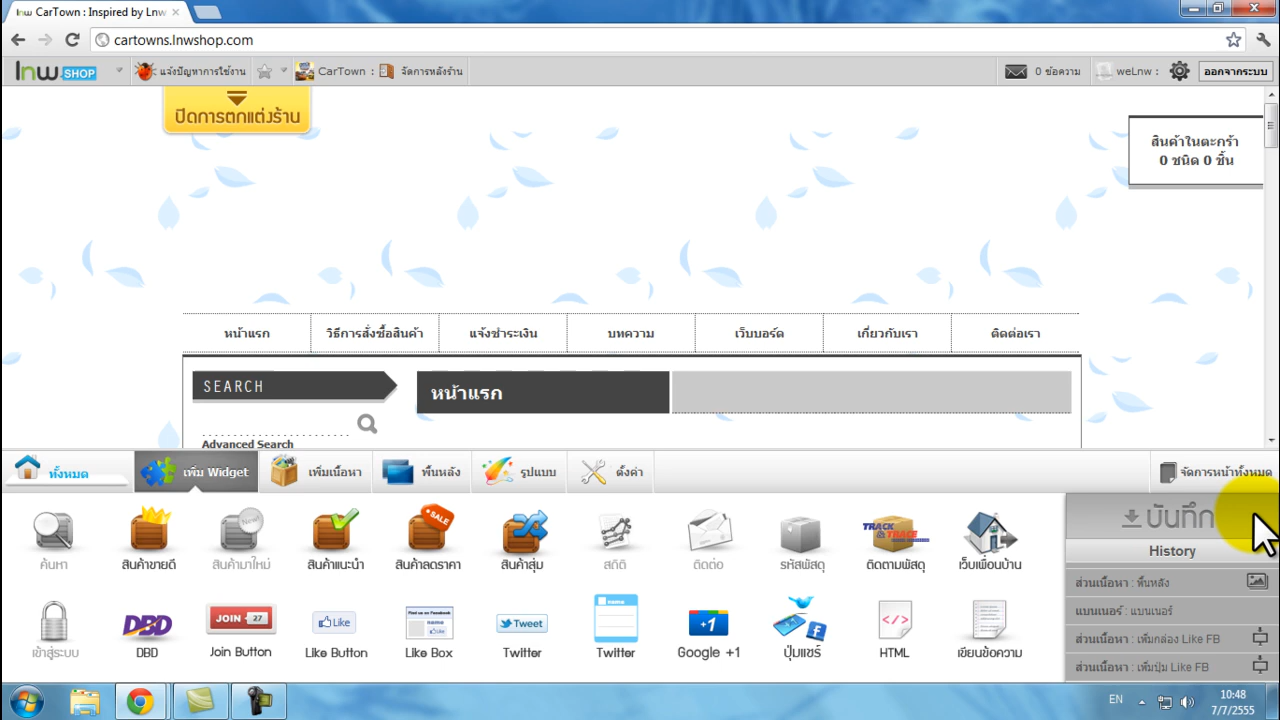 lnw CarTown : Inspired by Lnw
cartowns.lnwshop.com
lnw.SHOP
แจ้งปัญหาการใช้งาน
CarTown :
จัดการหลังร้าน
0 ข้อความ
weLnw :
ออกจากระบบ
ปิดการตกแต่งร้าน
สินค้าในตะกร้า
0 ชนิด 0 ชิ้น
หน้าแรก
วิธีการสั่งซื้อสินค้า
แจ้งชำระเงิน
บทความ
เว็บบอร์ด
เกี่ยวกับเรา
ติดต่อเรา
SEARCH
หน้าแรก
Advanced Search
ทั้งหมด
เพิ่ม Widget
เพิ่มเนื้อหา
พื้นหลัง
รูปแบบ
ตั้งค่า
จัดการหน้าทั้งหมด
ค้นหา
สินค้าขายดี
New
สินค้ามาใหม่
สินค้าแนะนำ
SALE
สินค้าลดราคา
สินค้าสุ่ม
สถิติ
ติดต่อ
รหัสพัสดุ
TRACK & TRACE
ติดตามพัสดุ
เว็บเพื่อนบ้าน
บันทึก
History
ส่วนเนื้อหา : พื้นหลัง
แบนเนอร์ : แบนเนอร์
ส่วนเนื้อหา : เพิ่มกล่อง Like FB
ส่วนเนื้อหา : เพิ่มปุ่ม Like FB
เข้าสู่ระบบ
DBD
DBD
JOIN 27
Join Button
Like
Like Button
Find us on Facebook
Like
Like Box
Tweet
Twitter
name
Twitter
+1
Google +1
ปุ่มแชร์
HTML
เขียนข้อความ
EN
10:48
7/7/2555